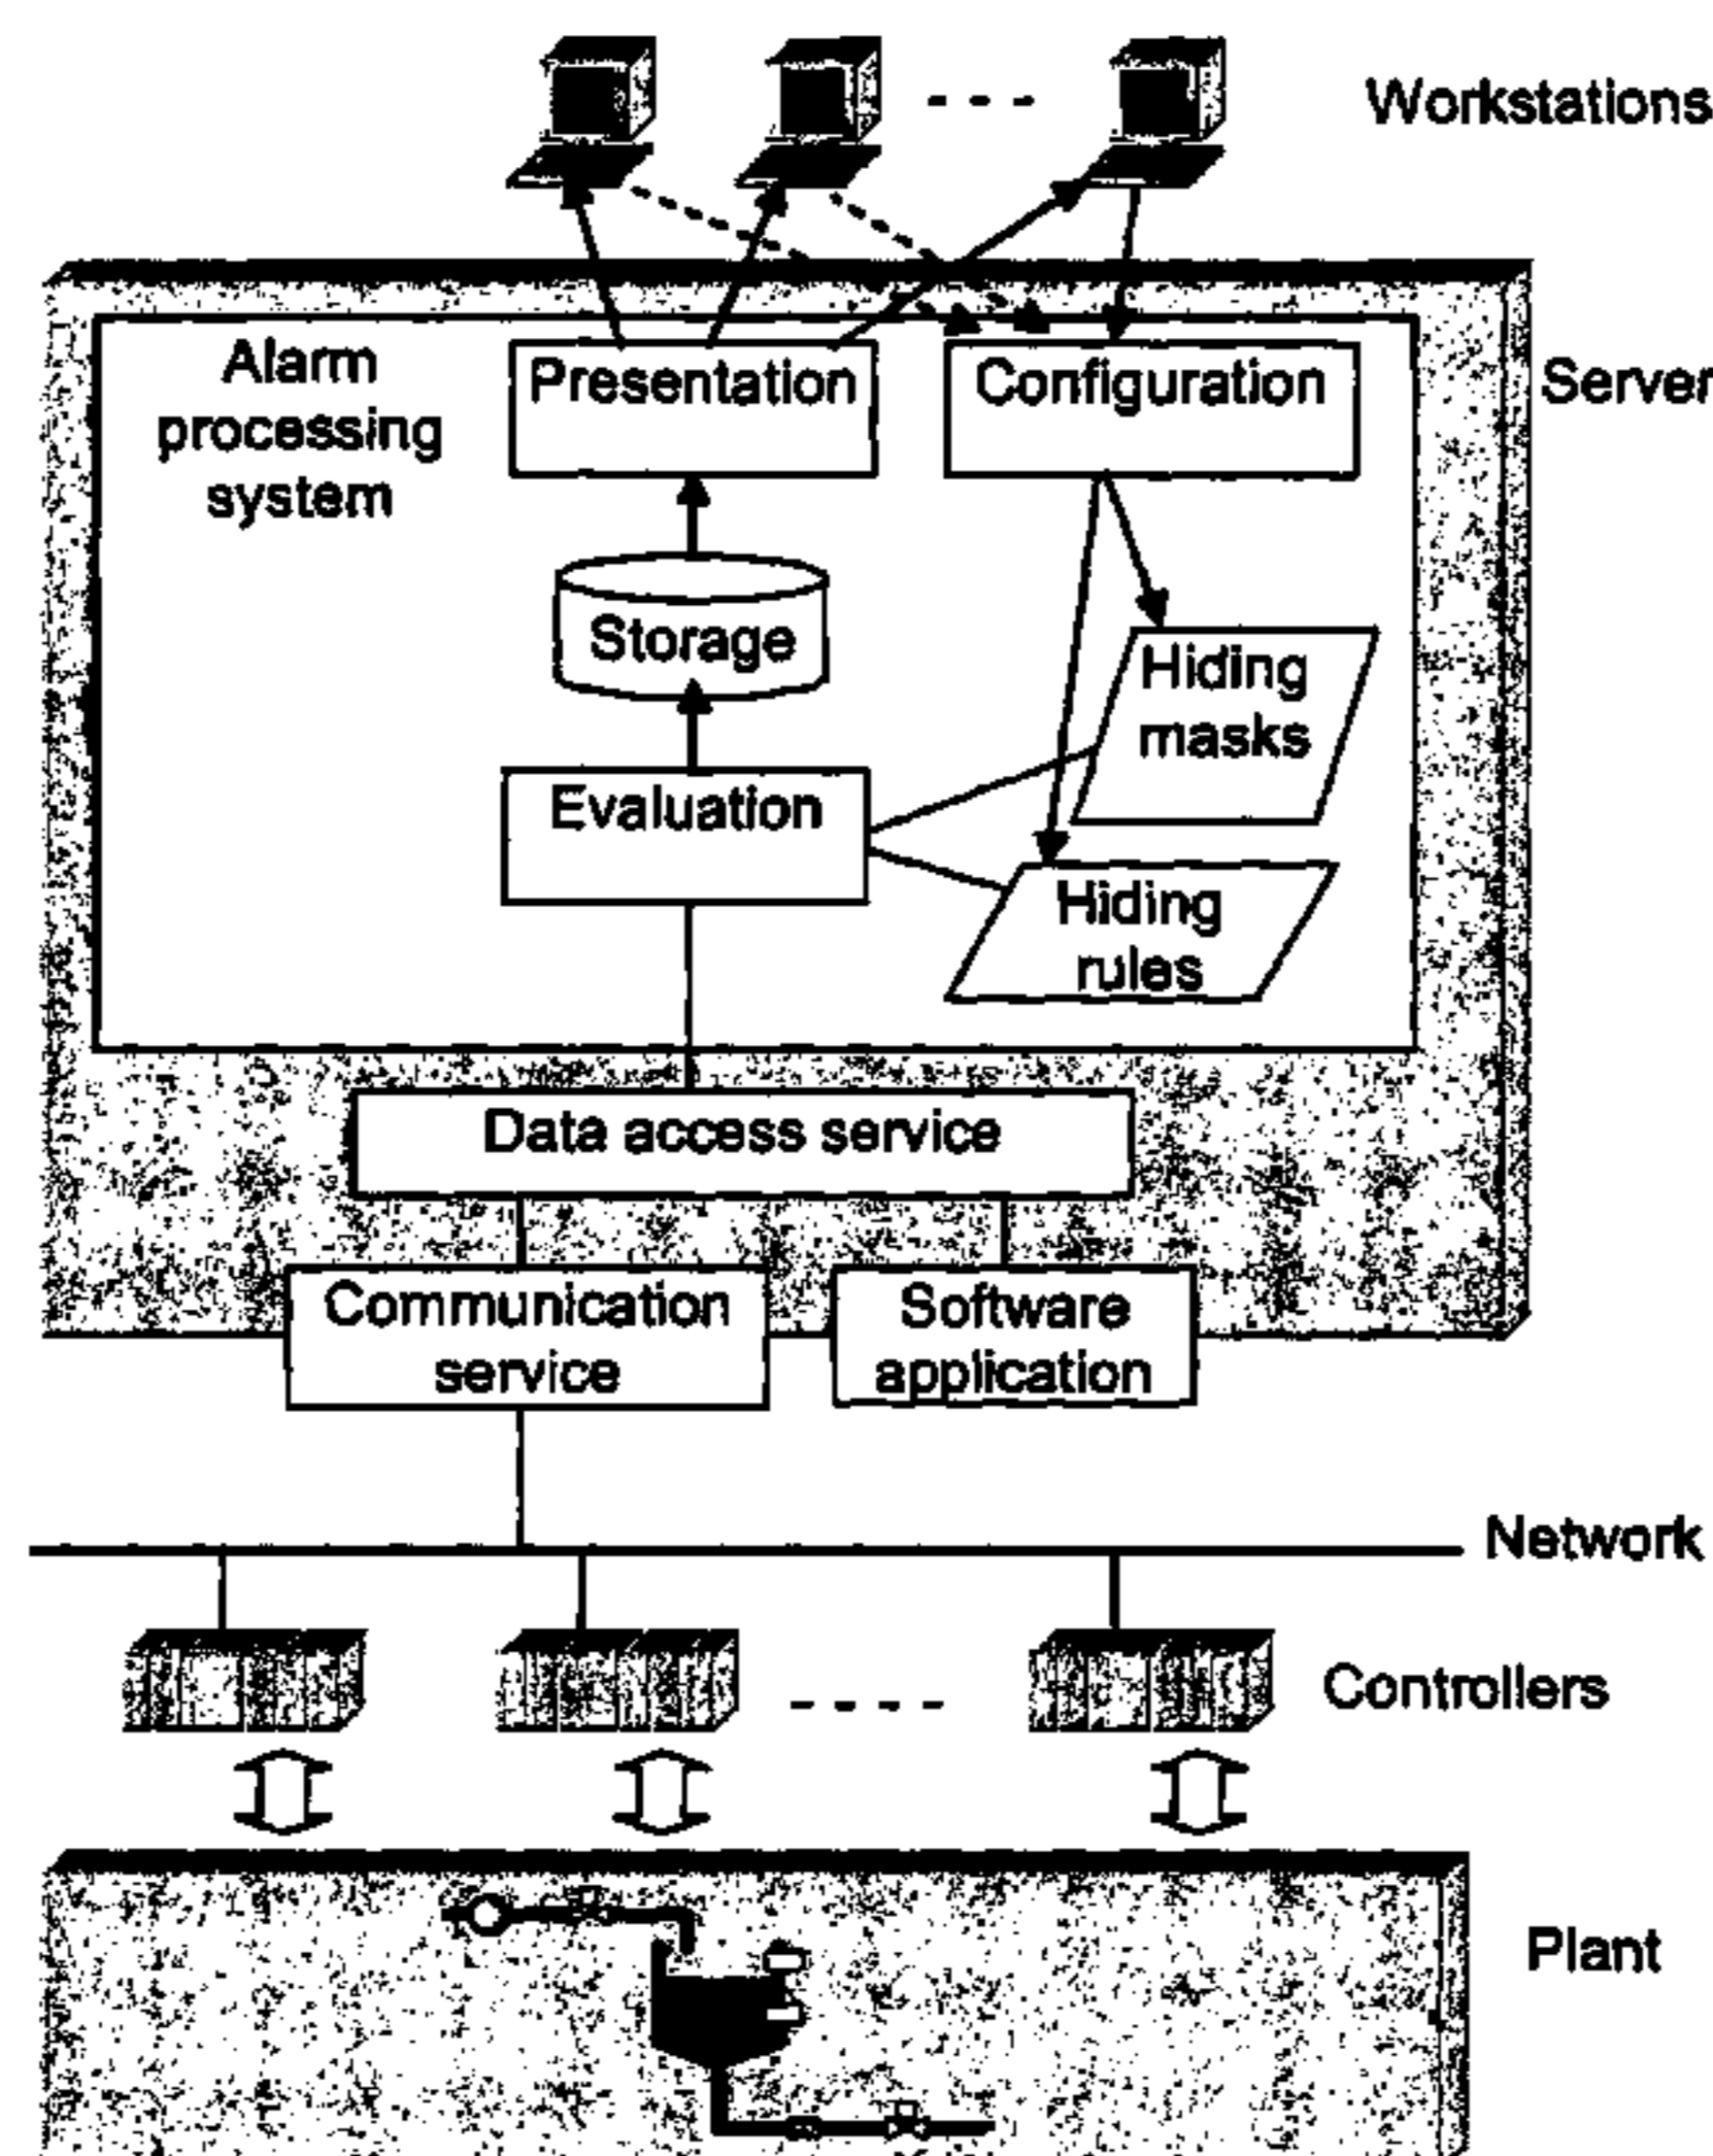 Workstations
Alarm
processing
system
Presentation
Configuration
Server
Storage
Hiding
masks
Evaluation
Hiding
rules
Data access service
Communication
service
Software
application
Network
Controllers
Plant